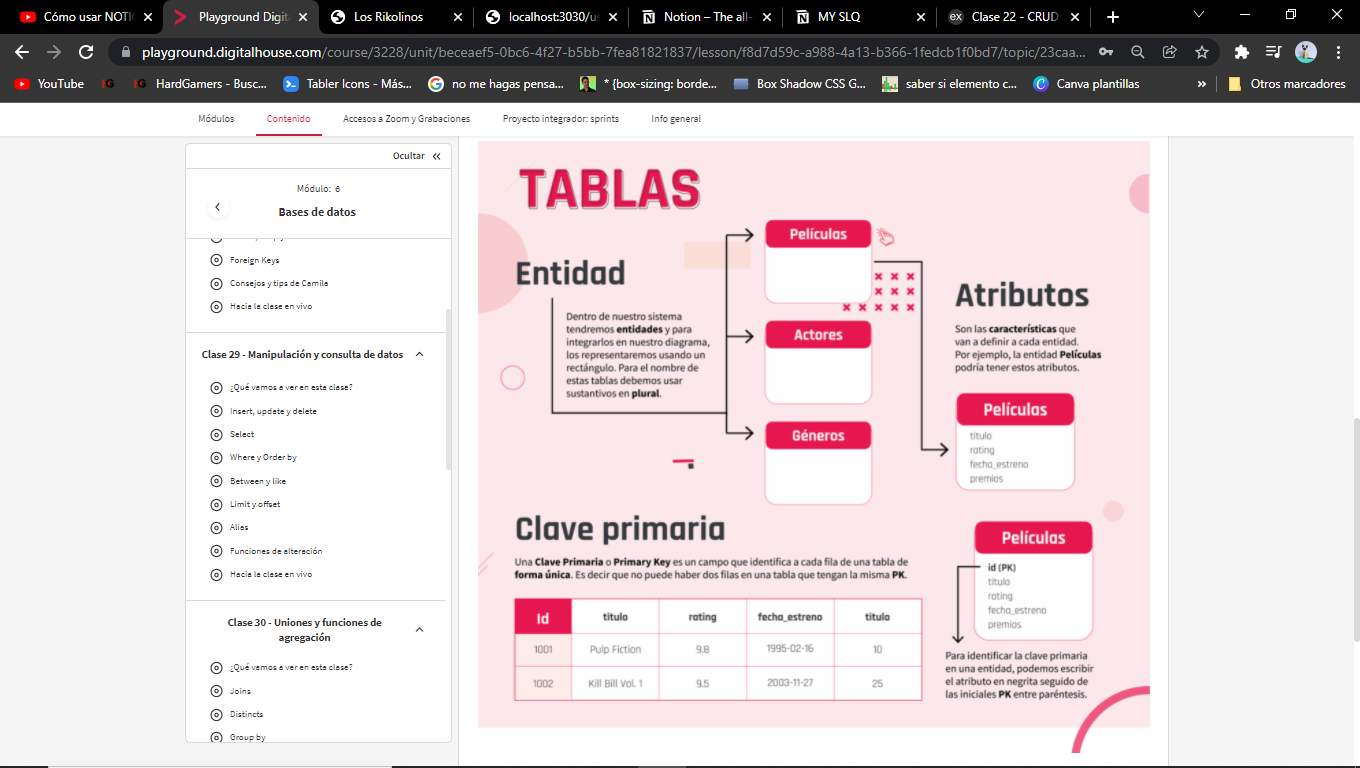 Cómo usar NOTIC
Playground Digita
Los Rikolinos
localhost:3030/us
Notion – The all-
MY SLQ
Clase 22 - CRUD
playground.digitalhouse.com/course/3228/unit/beceaef5-0bc6-4f27-b5bb-7fea81821837/lesson/f8d7d59c-a988-4a13-b366-1fedcb1f0bd7/topic/23caa...
YouTube
HardGamers - Busc...
Tabler Icons - Más...
no me hagas pensa...
* {box-sizing: borde...
Box Shadow CSS G...
saber si elemento c...
Canva plantillas
»
Otros marcadores
Módulos
Contenido
Accesos a Zoom y Grabaciones
Proyecto integrador: sprints
Info general
Ocultar
Módulo: 6
Bases de datos
Foreign Keys
Consejos y tips de Camila
Hacia la clase en vivo
Clase 29 - Manipulación y consulta de datos
¿Qué vamos a ver en esta clase?
Insert, update y delete
Select
Where y Order by
Between y like
Limit y offset
Alias
Funciones de alteración
Hacia la clase en vivo
Clase 30 - Uniones y funciones de
agregación
¿Qué vamos a ver en esta clase?
Joins
Distincts
Group by
TABLAS
Entidad
Dentro de nuestro sistema
tendremos entidades y para
integrarlos en nuestro diagrama,
los representaremos usando un
rectángulo. Para el nombre de
estas tablas debemos usar
sustantivos en plural.
Películas
Actores
Géneros
Atributos
Son las características que
van a definir a cada entidad.
Por ejemplo, la entidad Películas
podría tener estos atributos.
Películas
titulo
rating
fecha_estreno
premios
Clave primaria
Una Clave Primaria o Primary Key es un campo que identifica a cada fila de una tabla de
forma única. Es decir que no puede haber dos filas en una tabla que tengan la misma PK.
Id titulo rating fecha_estreno titulo
1001 Pulp Fiction 9.8 1995-02-16 10
1002 Kill Bill Vol. 1 9.5 2003-11-27 25
Películas
id (PK)
titulo
rating
fecha_estreno
premios
Para identificar la clave primaria
en una entidad, podemos escribir
el atributo en negrita seguido de
las iniciales PK entre paréntesis.